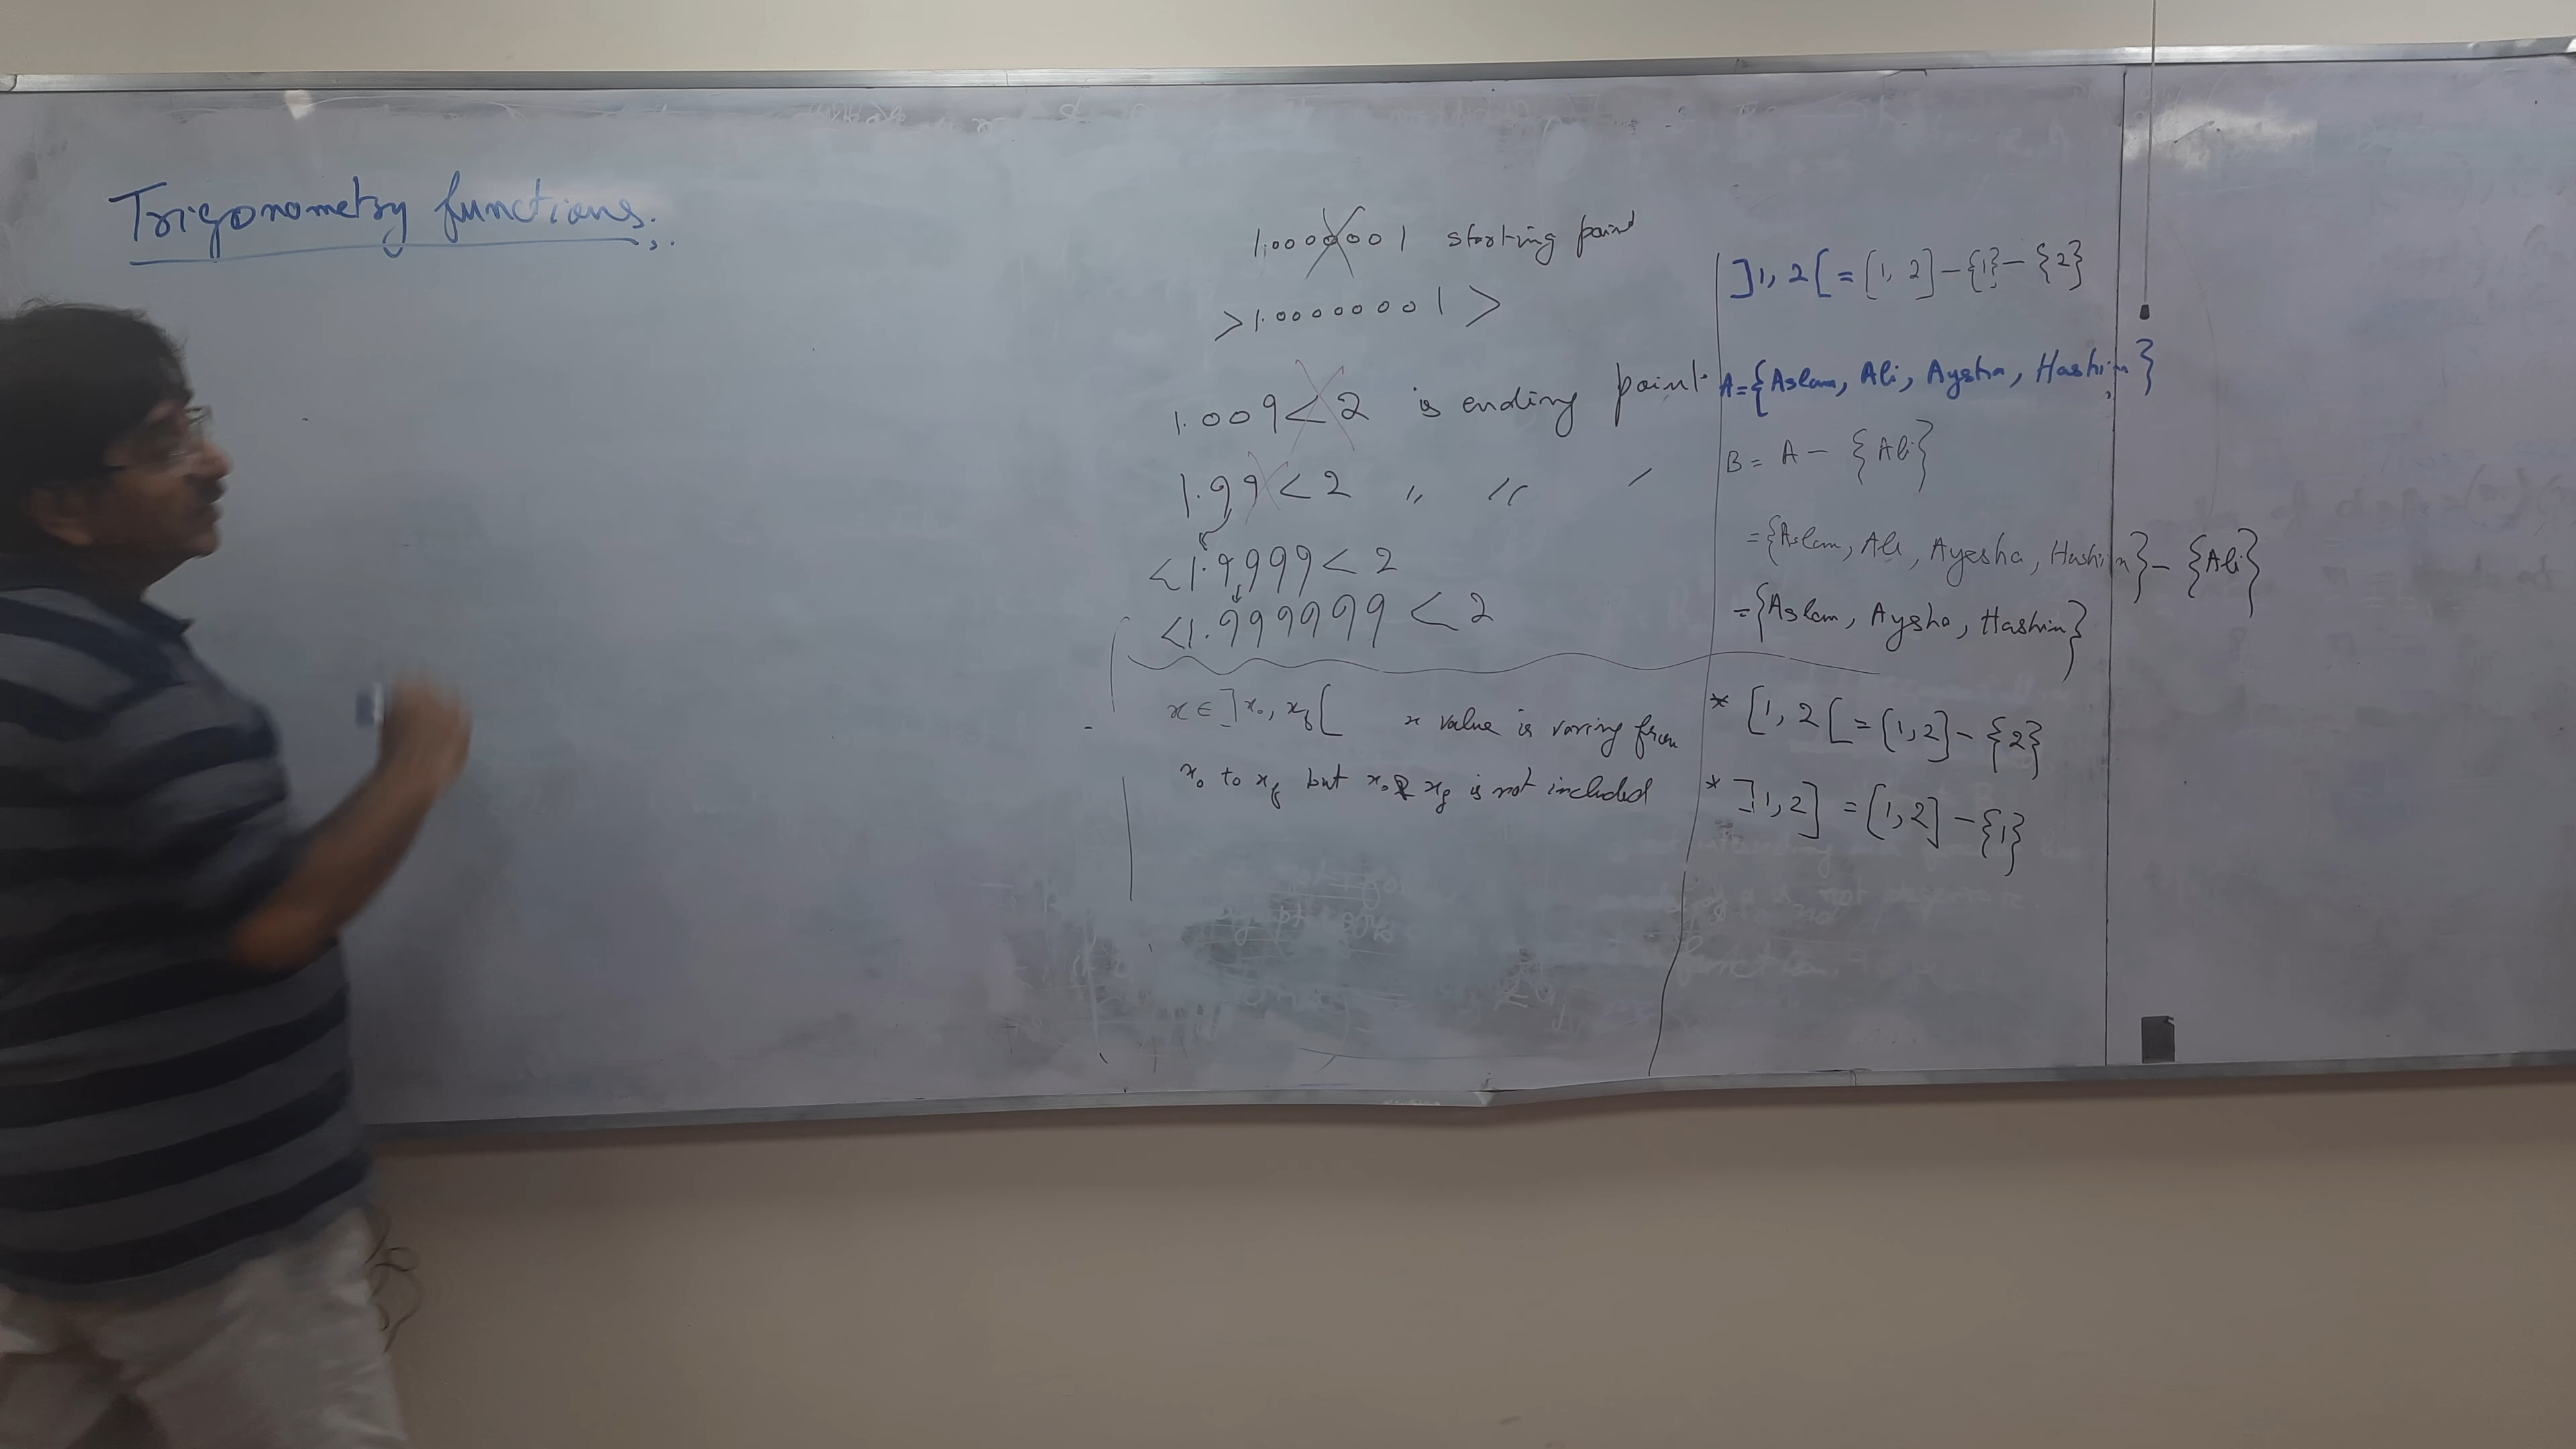 Trigonometry functions.
1.0000001 starting point
>1.00000001 >
1.009 < 2 is ending point.
1.99 < 2 〃 〃 〃
<1.9999 < 2
<1.999999 < 2
x ∈ ]x₀, x_f[ x value is varing from
x₀ to x_f but x₀ & x_f is not included
]1, 2[ = [1, 2] - {1} - {2}
A = {Aslam, Ali, Aysha, Hashim}
B = A - {Ali}
= {Aslam, Ali, Ayesha, Hashim} - {Ali}
= {Aslam, Aysha, Hashim}
* [1, 2[ = [1, 2] - {2}
* ]1, 2] = [1, 2] - {1}